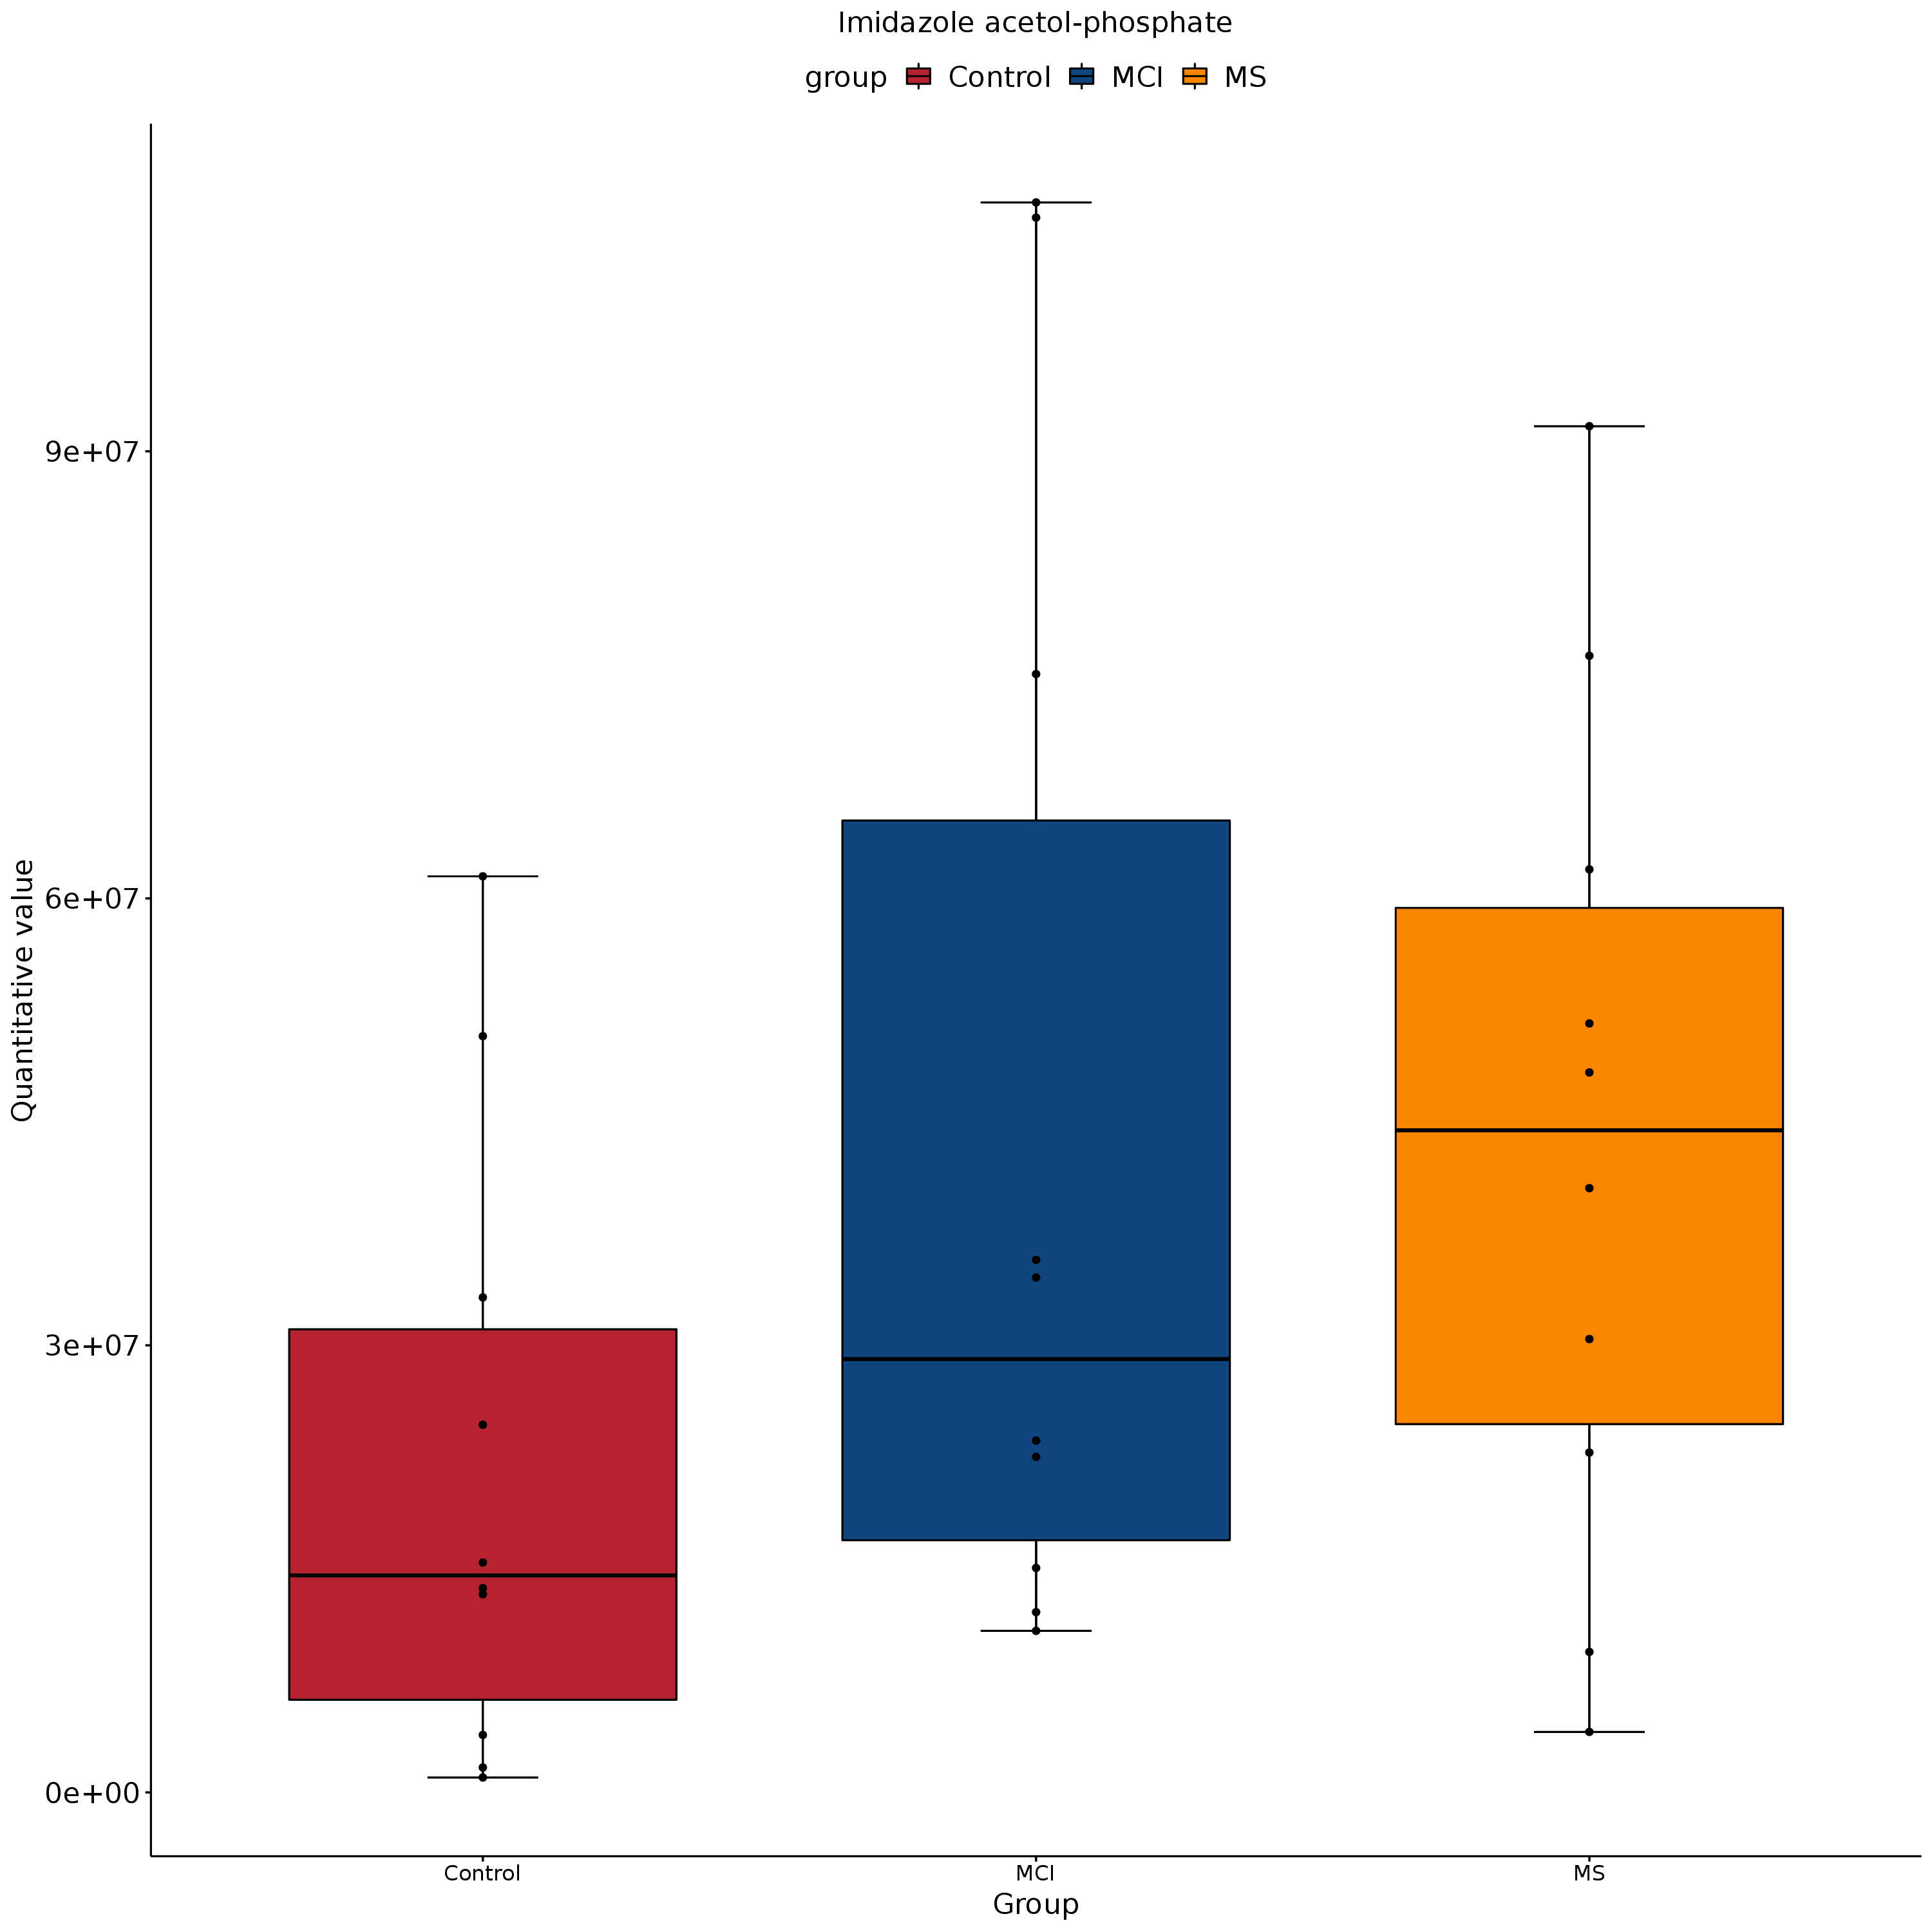 Imidazole acetol-phosphate
group Control MCI MS
Quantitative value
9e+07
6e+07
3e+07
0e+00
Control MCI MS
Group